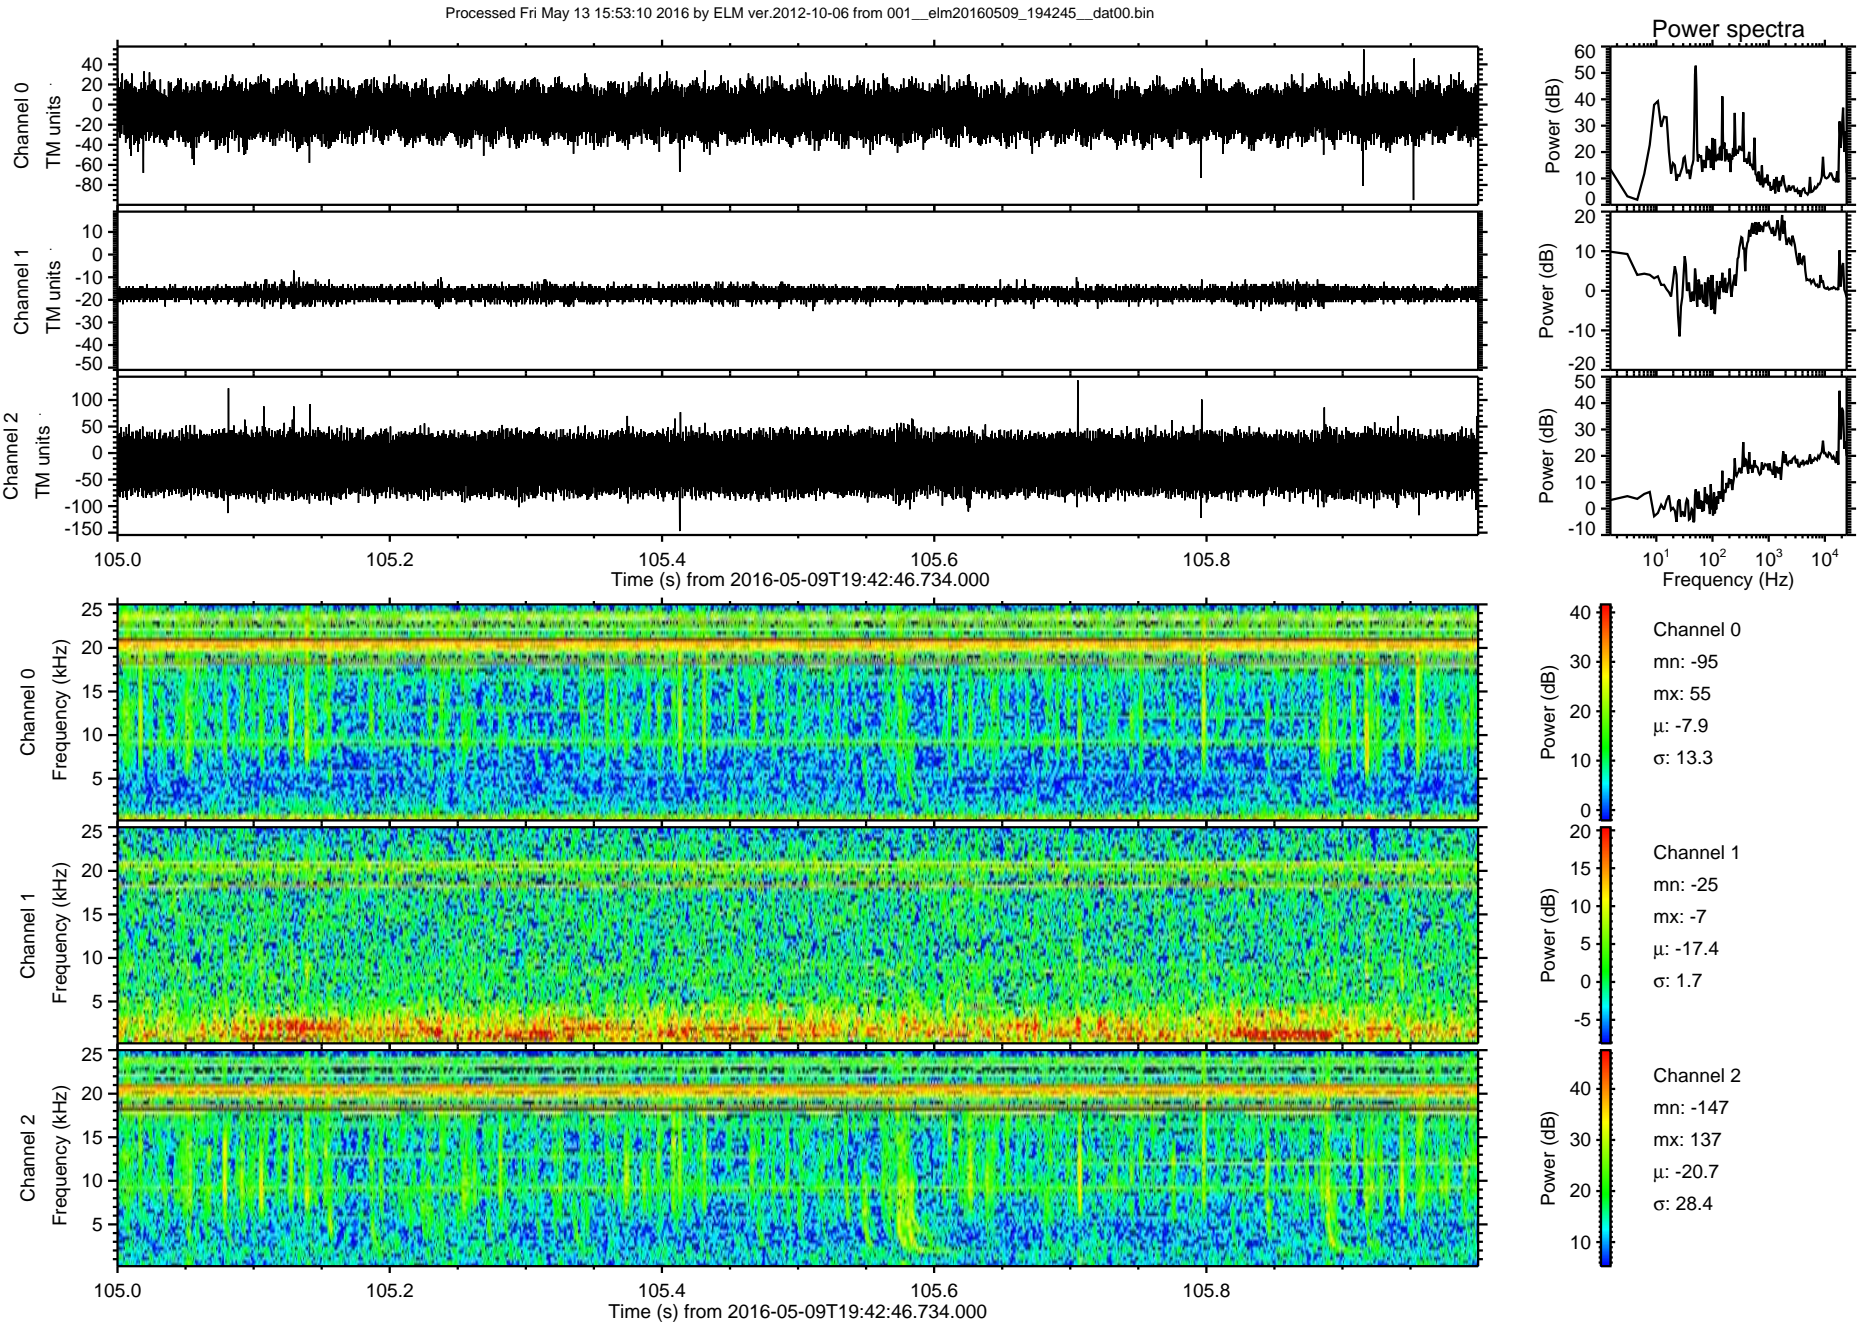 Processed Fri May 13 15:53:10 2016 by ELM ver.2012-10-06 from 001__elm20160509_194245__dat00.bin
Power spectra
Channel 0
TM units
40
20
0
-20
-40
-60
-80
Power (dB)
60
50
40
30
20
10
0
Channel 1
TM units
10
0
-10
-20
-30
-40
-50
Power (dB)
20
10
0
-10
-20
Channel 2
TM units
100
50
0
-50
-100
-150
Power (dB)
50
40
30
20
10
0
-10
105.0 105.2 105.4 105.6 105.8
Time (s) from 2016-05-09T19:42:46.734.000
10^1 10^2 10^3 10^4
Frequency (Hz)
Channel 0
Frequency (kHz)
25
20
15
10
5
Power (dB)
40
30
20
10
0
Channel 0
mn: -95
mx: 55
μ: -7.9
σ: 13.3
Channel 1
Frequency (kHz)
25
20
15
10
5
Power (dB)
20
15
10
5
0
-5
Channel 1
mn: -25
mx: -7
μ: -17.4
σ: 1.7
Channel 2
Frequency (kHz)
25
20
15
10
5
Power (dB)
40
30
20
10
Channel 2
mn: -147
mx: 137
μ: -20.7
σ: 28.4
105.0 105.2 105.4 105.6 105.8
Time (s) from 2016-05-09T19:42:46.734.000